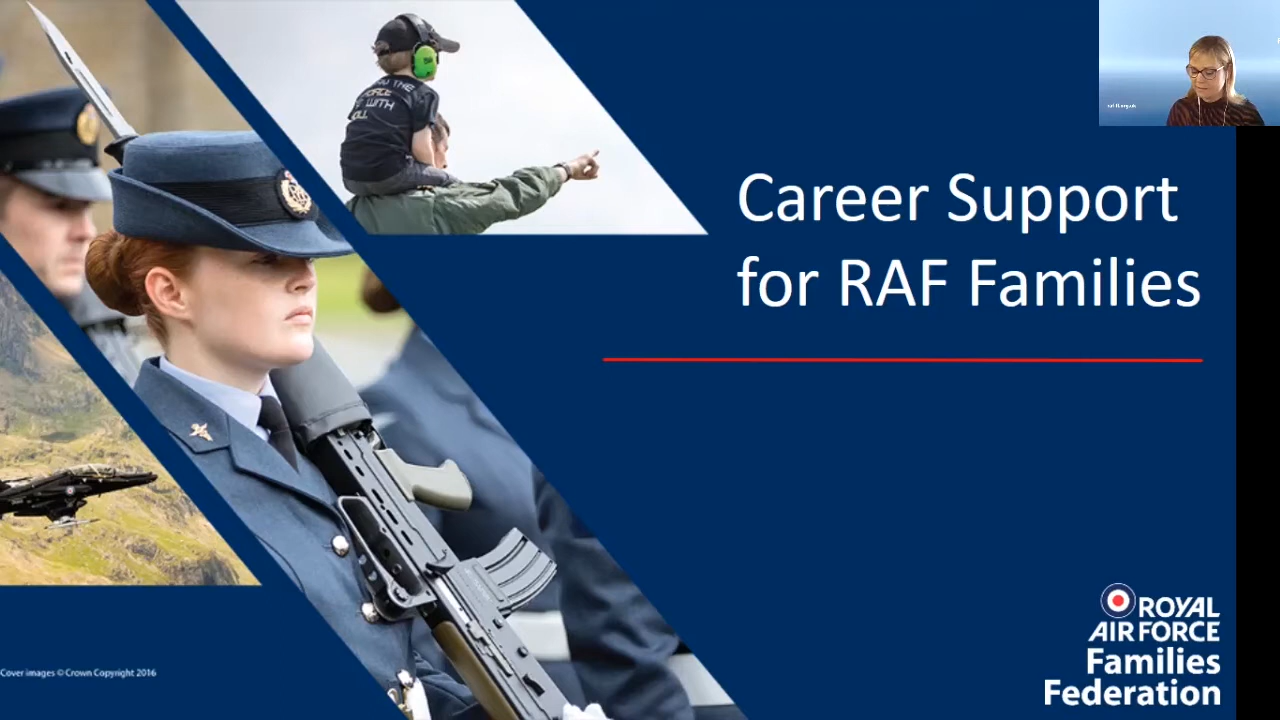 Career Support
for RAF Families
ROYAL
AIR FORCE
Families
Federation
Cover images © Crown Copyright 2016